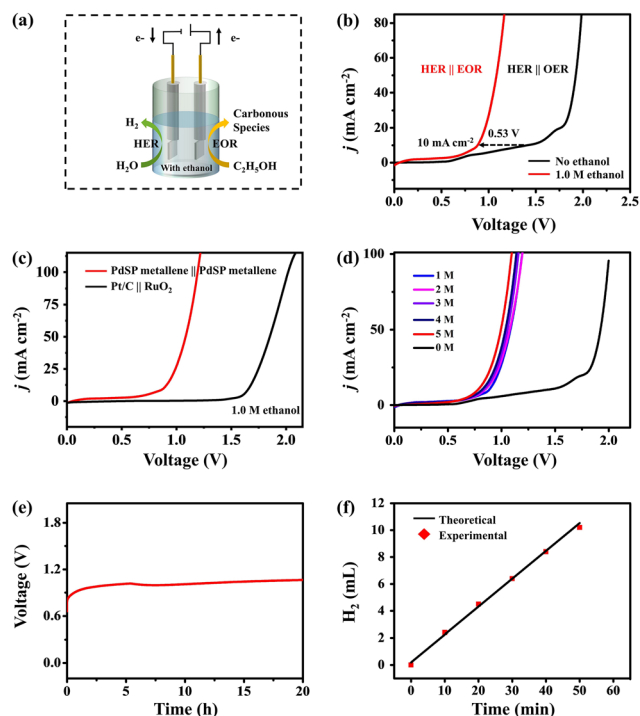 (a)
e-
e-
H2
HER
H2O
Carbonous
Species
EOR
C2H5OH
With ethanol
(b)
j (mA cm-2)
80
60
40
20
0
HER || EOR
HER || OER
0.53 V
10 mA cm-2
No ethanol
1.0 M ethanol
0.0 0.5 1.0 1.5 2.0 2.5
Voltage (V)
(c)
j (mA cm-2)
100
75
50
25
0
PdSP metallene || PdSP metallene
Pt/C || RuO2
1.0 M ethanol
0.0 0.5 1.0 1.5 2.0
Voltage (V)
(d)
j (mA cm-2)
100
50
0
1 M
2 M
3 M
4 M
5 M
0 M
0.0 0.5 1.0 1.5 2.0
Voltage (V)
(e)
Voltage (V)
1.8
1.2
0.6
0.0
0 5 10 15 20
Time (h)
(f)
H2 (mL)
12
10
8
6
4
2
0
Theoretical
Experimental
0 10 20 30 40 50 60
Time (min)